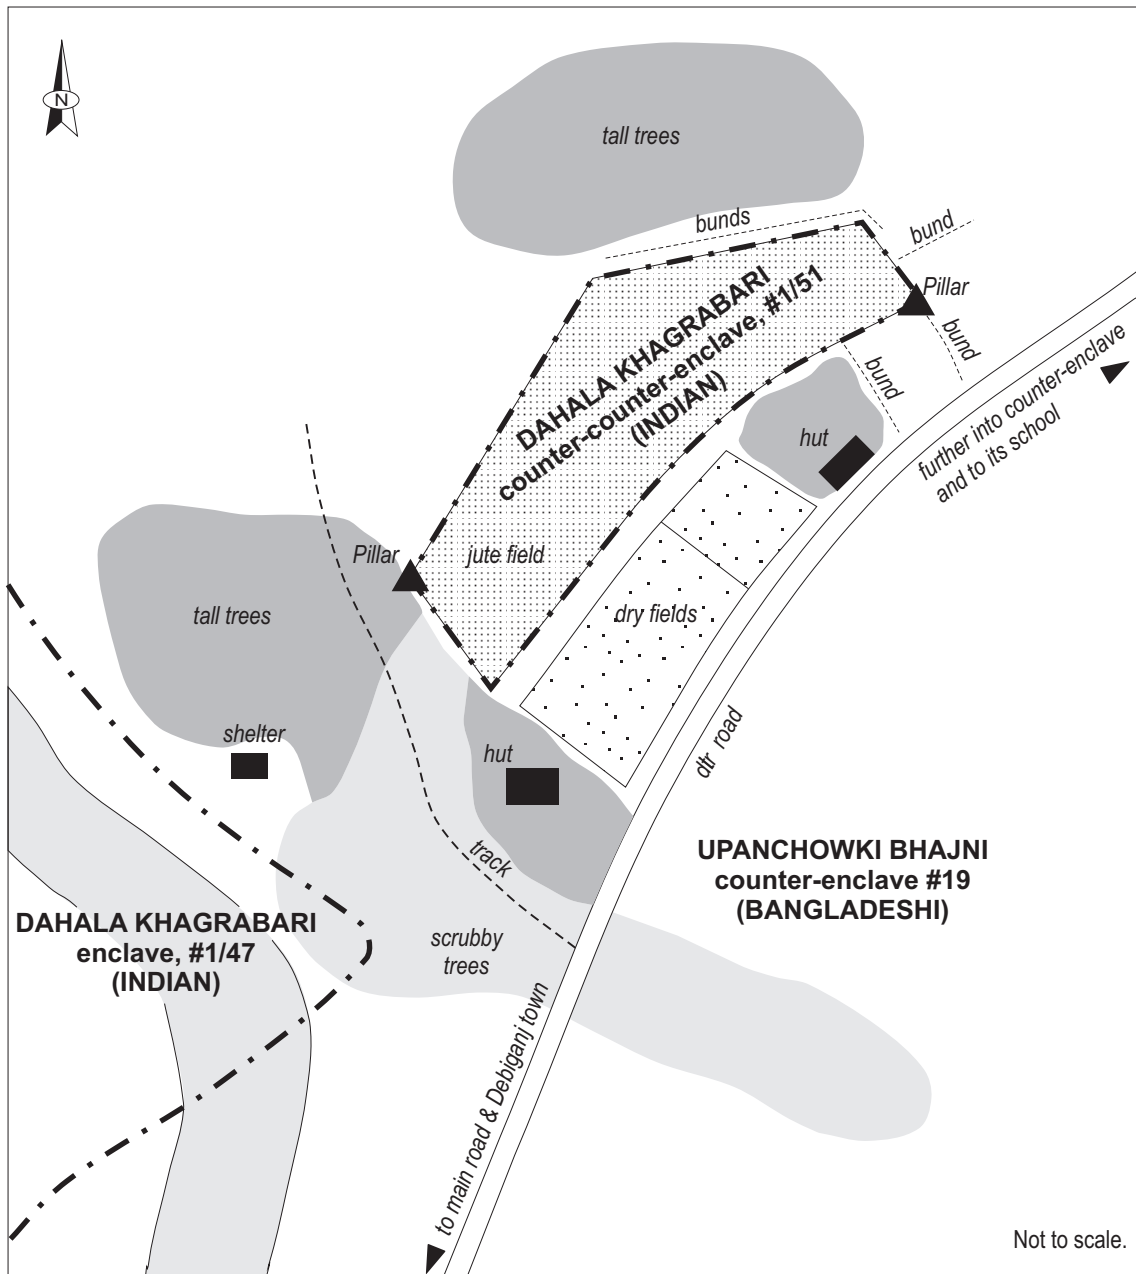 N
tall trees
bunds
bund
Pillar
bund
bund
DAHALA KHAGRABARI
counter-counter-enclave, #1/51
(INDIAN)
further into counter-enclave
and to its school
hut
Pillar
jute field
tall trees
dry fields
shelter
hut
dtr road
track
UPANCHOWKI BHAJNI
counter-enclave #19
(BANGLADESHI)
DAHALA KHAGRABARI
enclave, #1/47
(INDIAN)
scrubby
trees
to main road & Debiganj town
Not to scale.